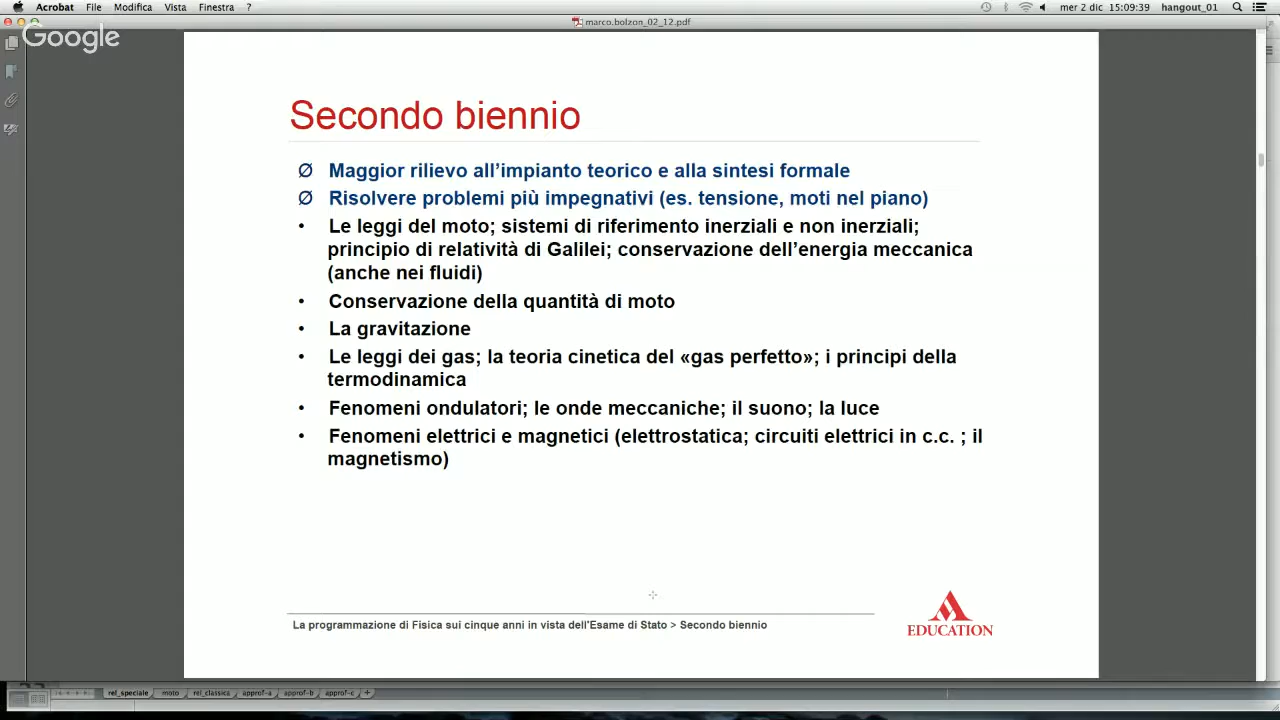 Acrobat File Modifica Vista Finestra ? mer 2 dic 15:09:39 hangout_01
marco.bolzon_02_12.pdf
Google
Secondo biennio
Ø Maggior rilievo all'impianto teorico e alla sintesi formale
Ø Risolvere problemi più impegnativi (es. tensione, moti nel piano)
• Le leggi del moto; sistemi di riferimento inerziali e non inerziali;
principio di relatività di Galilei; conservazione dell'energia meccanica
(anche nei fluidi)
• Conservazione della quantità di moto
• La gravitazione
• Le leggi dei gas; la teoria cinetica del «gas perfetto»; i principi della
termodinamica
• Fenomeni ondulatori; le onde meccaniche; il suono; la luce
• Fenomeni elettrici e magnetici (elettrostatica; circuiti elettrici in c.c. ; il
magnetismo)
La programmazione di Fisica sui cinque anni in vista dell'Esame di Stato > Secondo biennio
EDUCATION
rel_speciale moto rel_classica approf-a approf-b approf-c +